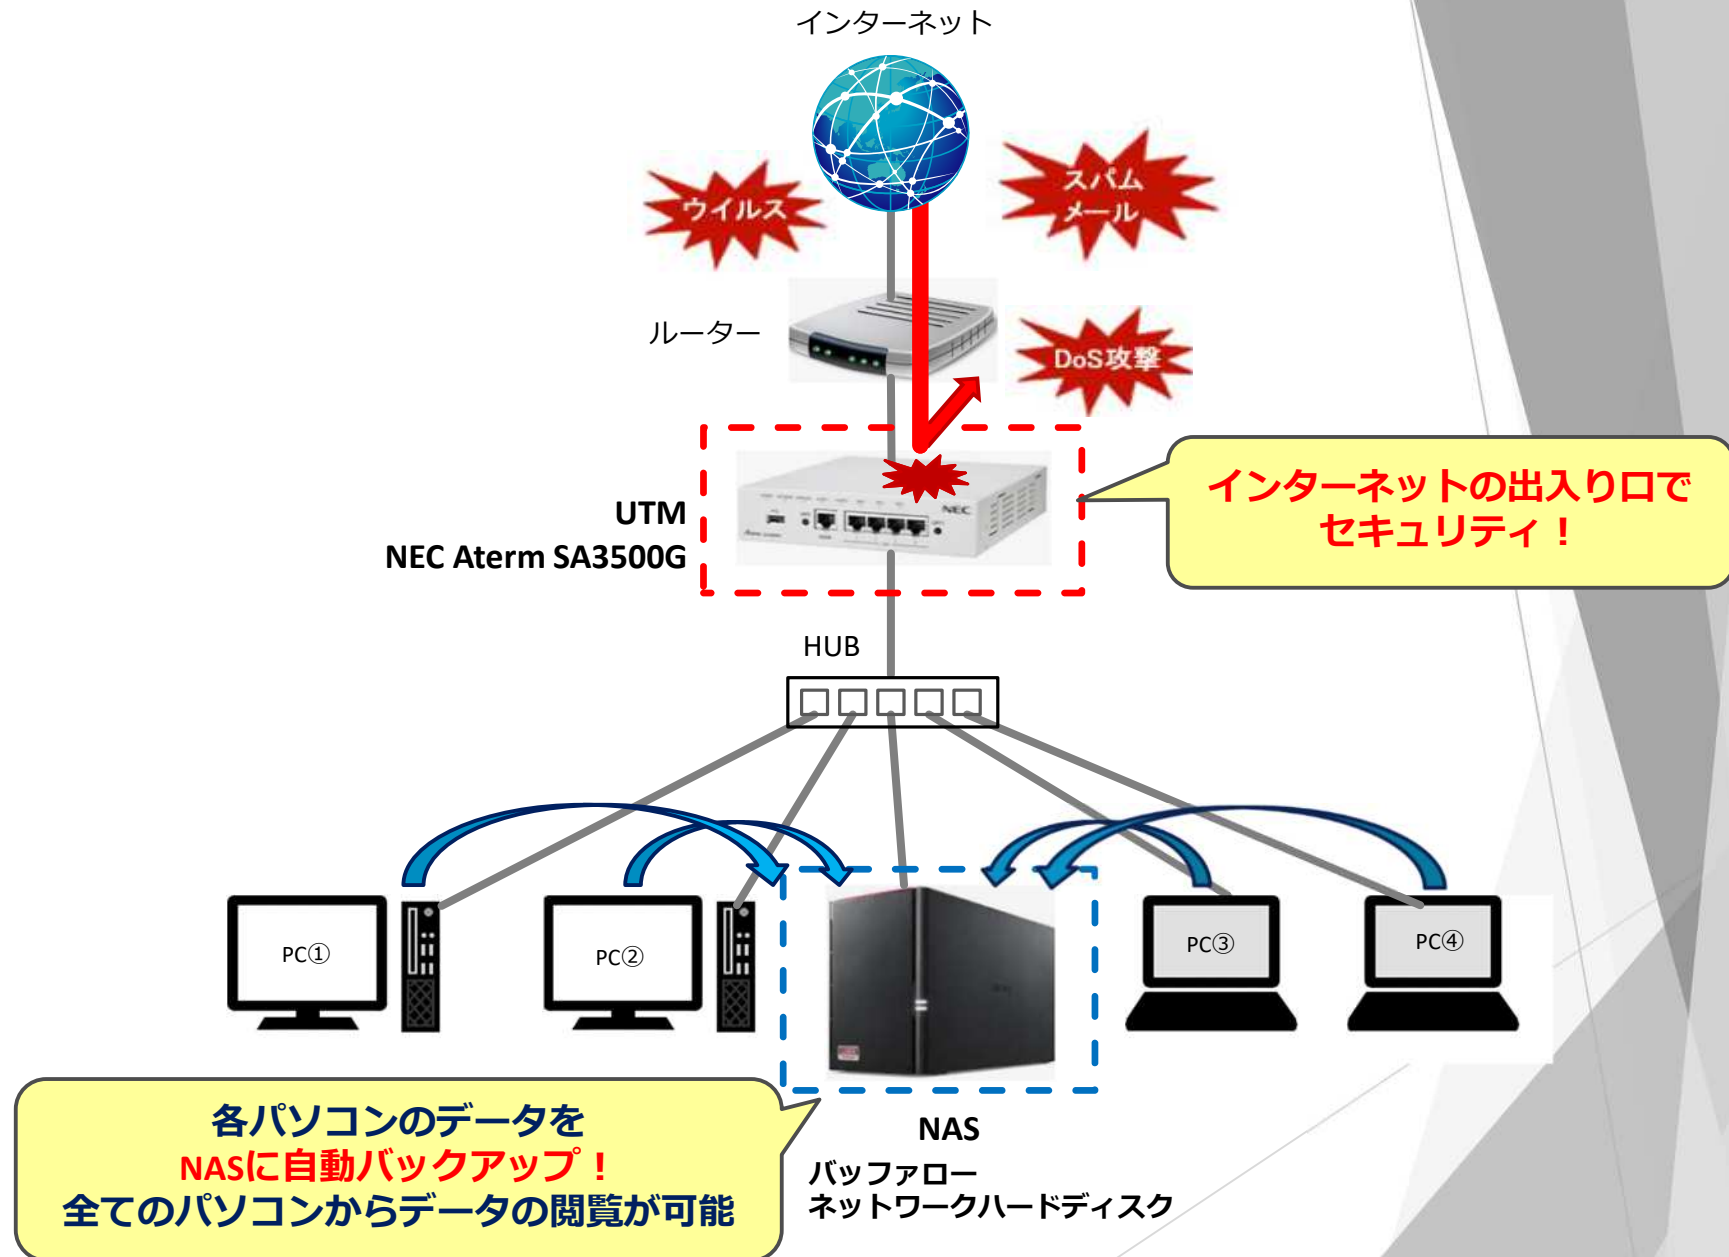 インターネット
ウイルス
スパム
メール
ルーター
DoS攻撃
UTM
NEC Aterm SA3500G
NEC
インターネットの出入り口で
セキュリティ！
HUB
PC①
PC②
PC③
PC④
各パソコンのデータを
NASに自動バックアップ！
全てのパソコンからデータの閲覧が可能
NAS
バッファロー
ネットワークハードディスク